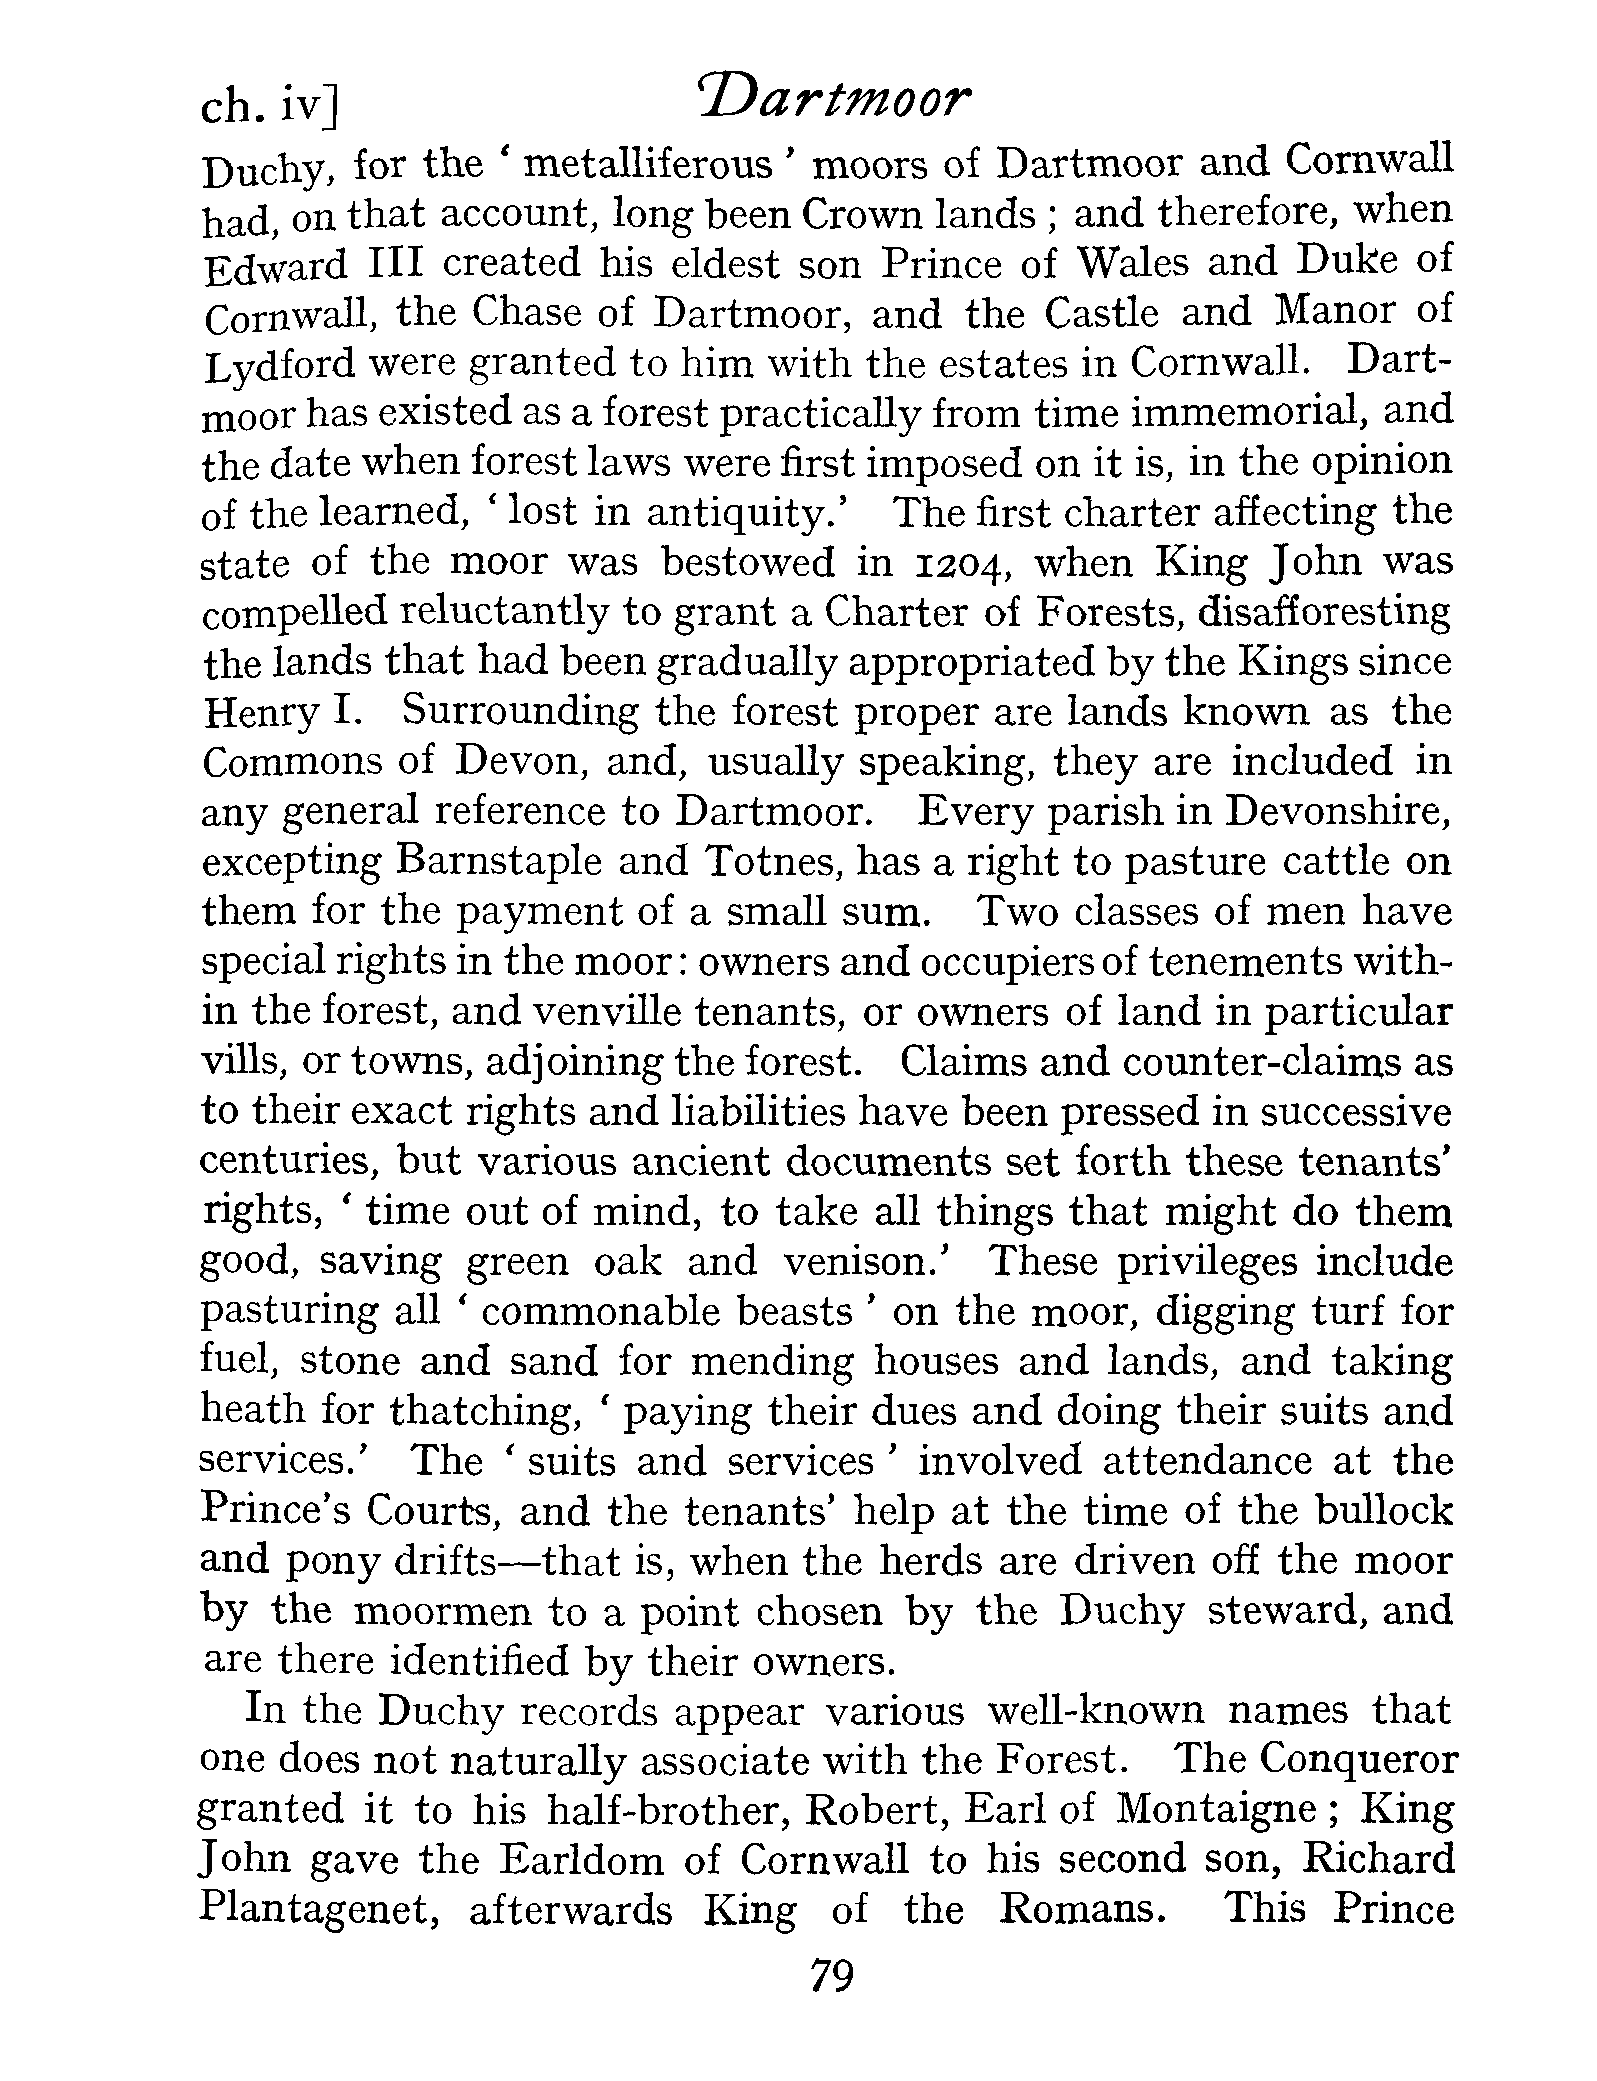 ch. iv] Dartmoor
Duchy, for the ‘ metalliferous ’ moors of Dartmoor and Cornwall
had, on that account, long been Crown lands ; and therefore, when
Edward III created his eldest son Prince of Wales and Duke of
Cornwall, the Chase of Dartmoor, and the Castle and Manor of
Lydford were granted to him with the estates in Cornwall. Dart-
moor has existed as a forest practically from time immemorial, and
the date when forest laws were first imposed on it is, in the opinion
of the learned, ‘ lost in antiquity.’ The first charter affecting the
state of the moor was bestowed in 1204, when King John was
compelled reluctantly to grant a Charter of Forests, disafforesting
the lands that had been gradually appropriated by the Kings since
Henry I. Surrounding the forest proper are lands known as the
Commons of Devon, and, usually speaking, they are included in
any general reference to Dartmoor. Every parish in Devonshire,
excepting Barnstaple and Totnes, has a right to pasture cattle on
them for the payment of a small sum. Two classes of men have
special rights in the moor: owners and occupiers of tenements with-
in the forest, and venville tenants, or owners of land in particular
vills, or towns, adjoining the forest. Claims and counter-claims as
to their exact rights and liabilities have been pressed in successive
centuries, but various ancient documents set forth these tenants’
rights, ‘ time out of mind, to take all things that might do them
good, saving green oak and venison.’ These privileges include
pasturing all ‘ commonable beasts ’ on the moor, digging turf for
fuel, stone and sand for mending houses and lands, and taking
heath for thatching, ‘ paying their dues and doing their suits and
services.’ The ‘ suits and services ’ involved attendance at the
Prince’s Courts, and the tenants’ help at the time of the bullock
and pony drifts—that is, when the herds are driven off the moor
by the moormen to a point chosen by the Duchy steward, and
are there identified by their owners.
In the Duchy records appear various well-known names that
one does not naturally associate with the Forest. The Conqueror
granted it to his half-brother, Robert, Earl of Montaigne ; King
John gave the Earldom of Cornwall to his second son, Richard
Plantagenet, afterwards King of the Romans. This Prince
79